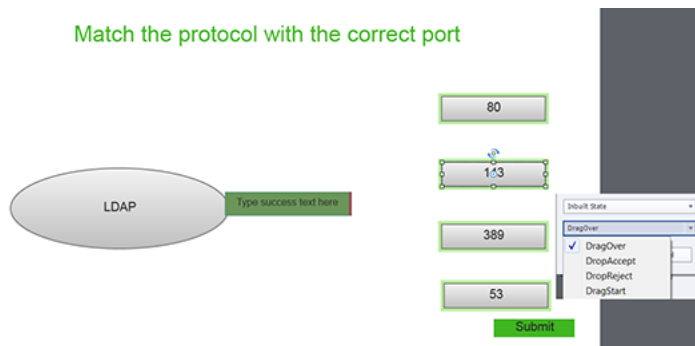 Match the protocol with the correct port
80
143
LDAP
Type success text here
Inbuilt State
DragOver
389
DragOver
DropAccept
DropReject
DragStart
53
Submit